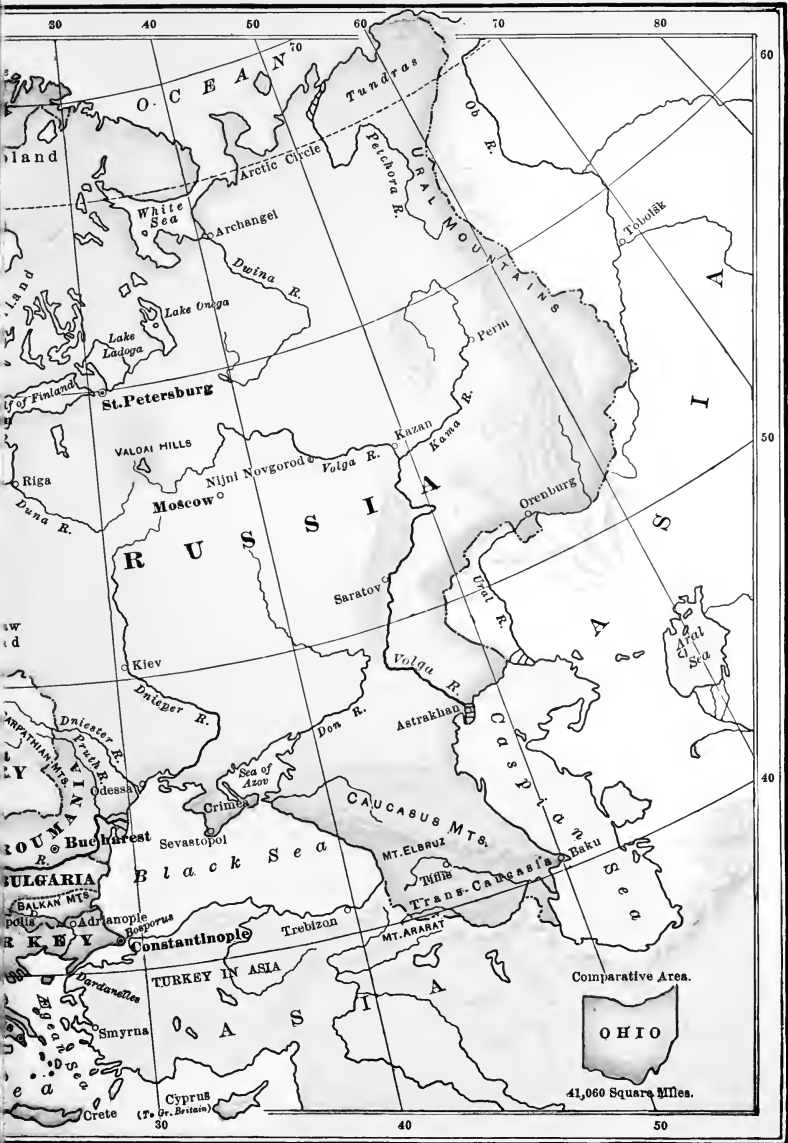 30 40 50 60 70 80
70
60
OCEAN
Tundras
Ob R.
Petchora R.
URAL MOUNTAINS
Arctic Circle
White Sea
Archangel
Tobolsk
Dwina R.
Lake Onega
Lake Ladoga
Perm
St.Petersburg
Kama R.
Kazan
50
VALDAI HILLS
Nijni Novgorod
Volga R.
Riga
Moscow
Duna R.
Orenburg
RUSSIA
ASIA
Saratov
Ural R.
Aral Sea
Kiev
Volga R.
Dnieper R.
Astrakhan
Don R.
Dniester R.
Pruth R.
40
Sea of Azov
Odessa
Crimea
CAUCASUS MTS.
Caspian Sea
Sevastopol
Bucharest
R.
MT.ELBRUZ
Baku
Black Sea
Tiflis
BULGARIA
Trans-Caucasia
BALKAN MTS
Adrianople
Bosporus
Constantinople
Trebizon
MT.ARARAT
Dardanelles
TURKEY IN ASIA
Comparative Area.
Smyrna
ASIA
OHIO
Cyprus
(To Gr. Britain)
41,060 Square Miles.
Crete
30 40 50